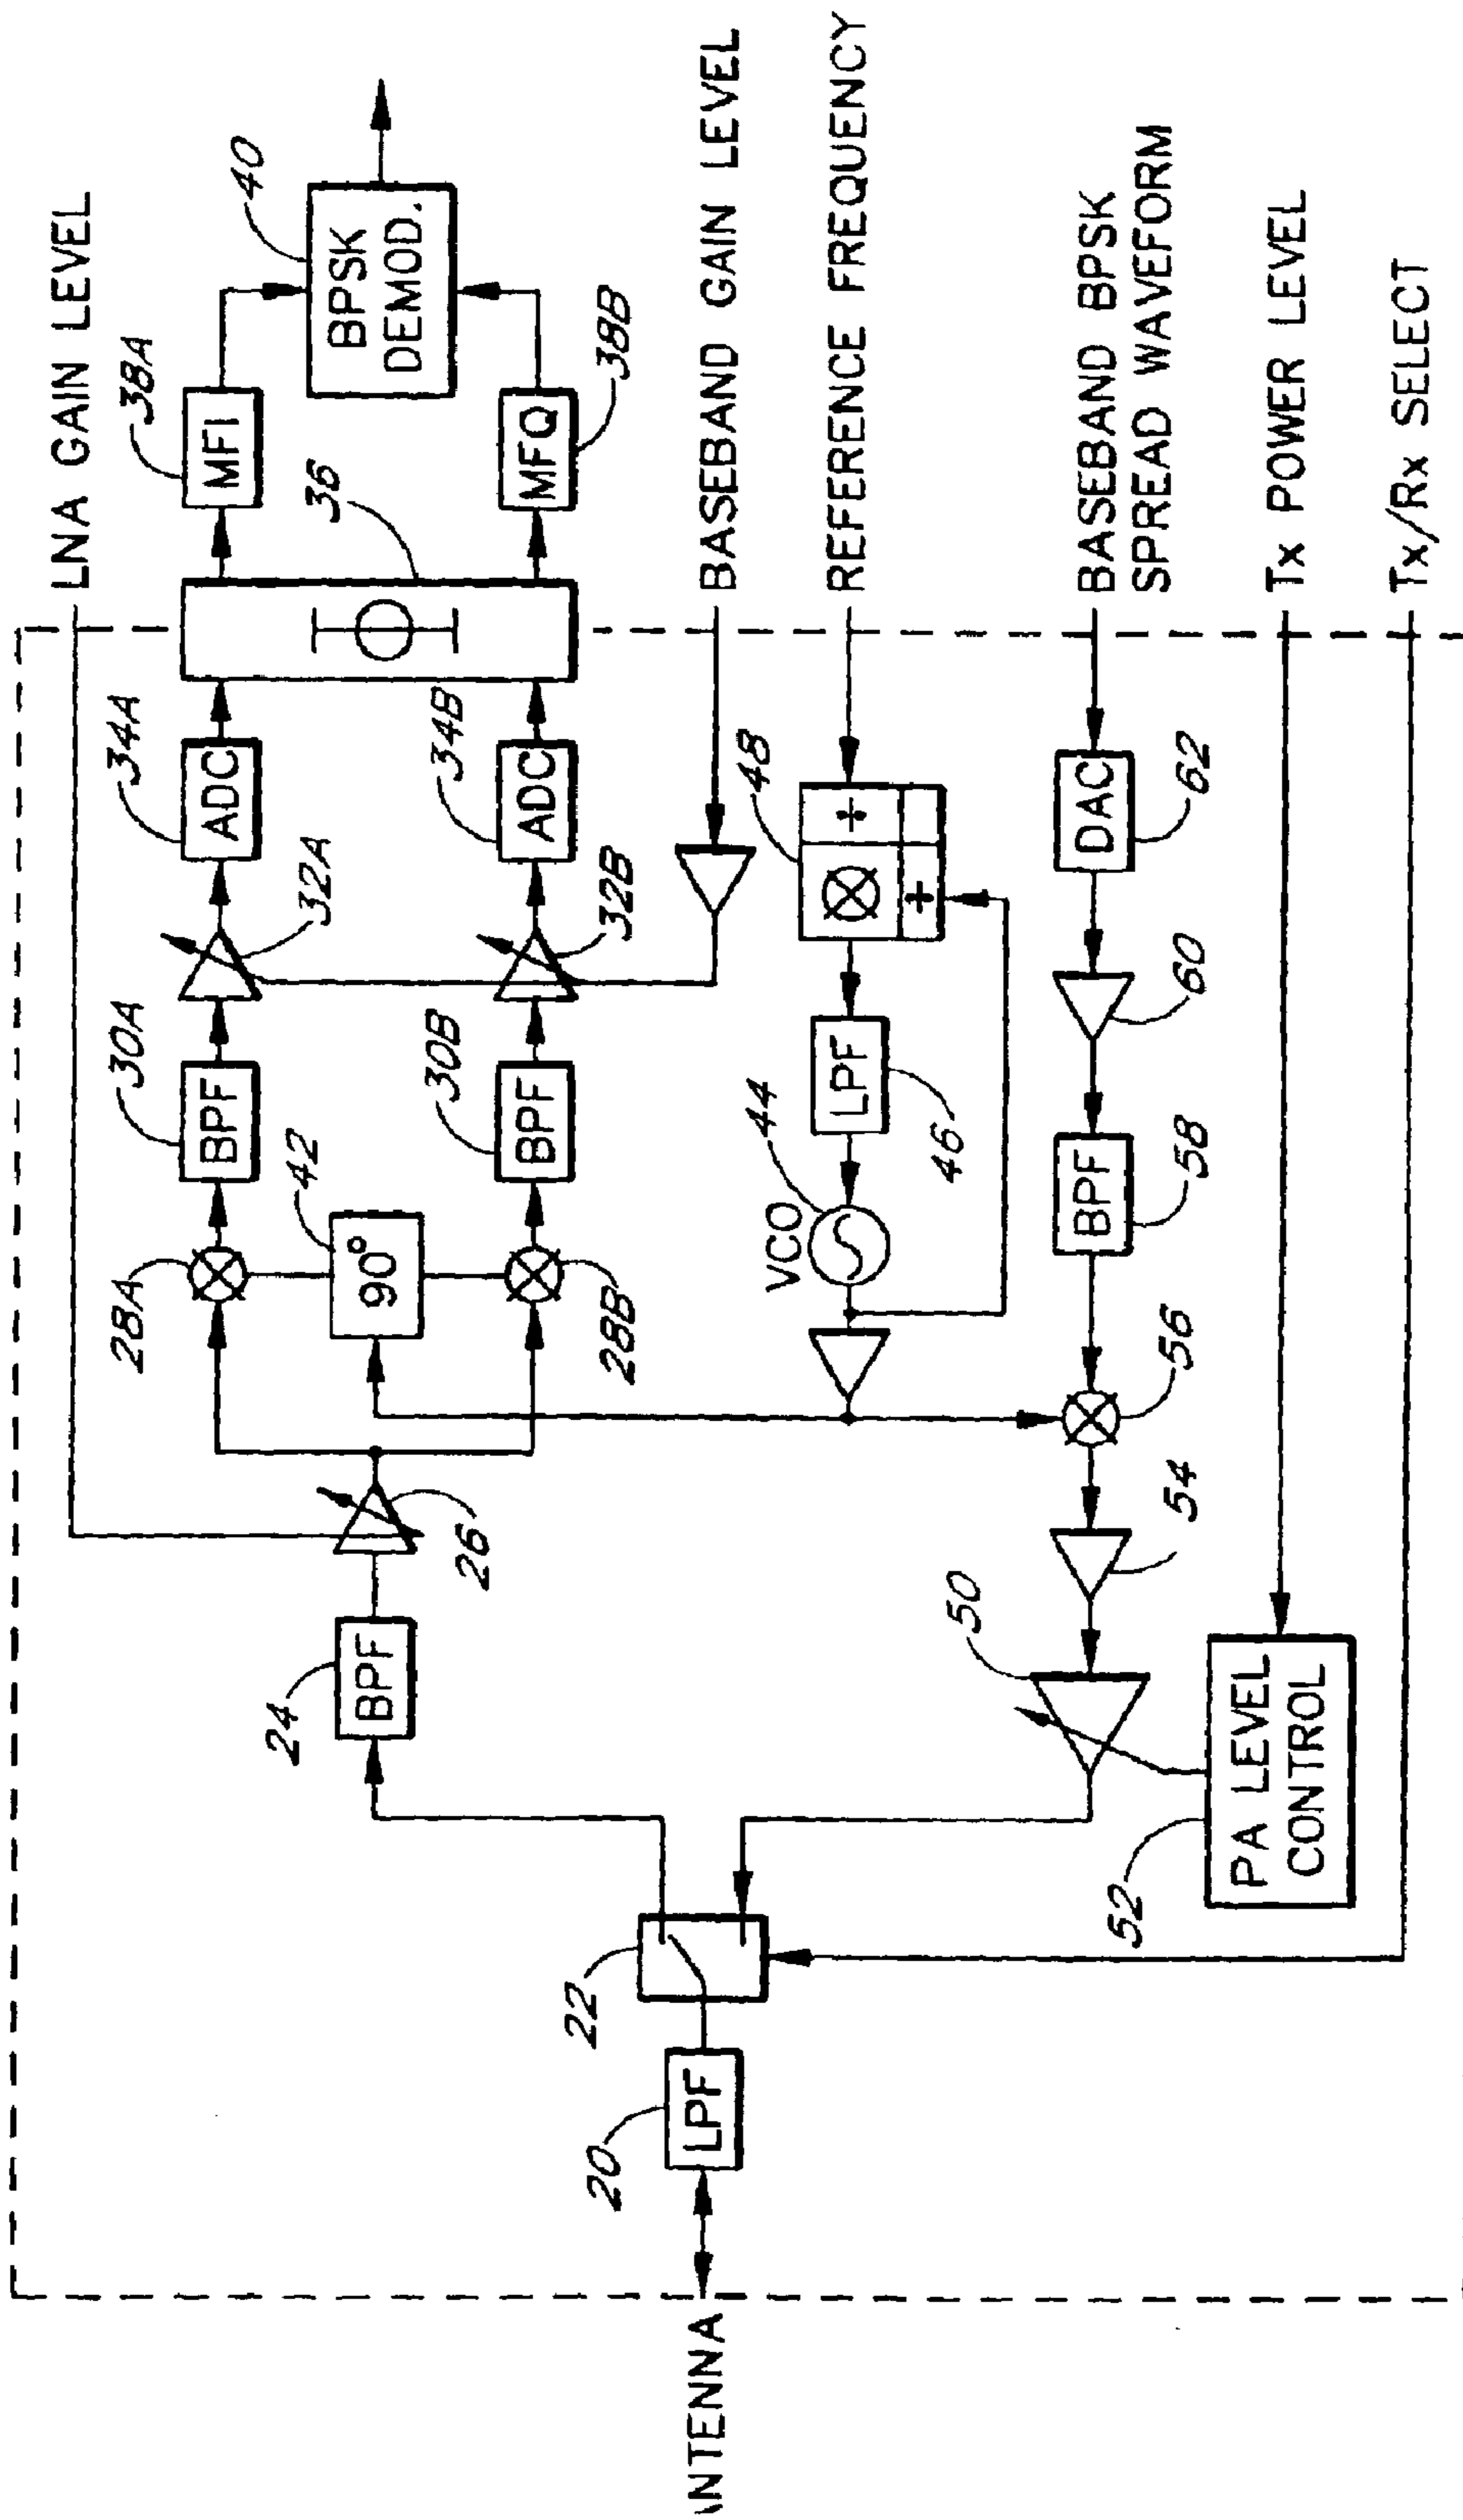 LNA GAIN LEVEL
38A
40
MFI
BPSK
DEMOD.
36
MFQ
38B
34A
ADC
34B
ADC
32A
32B
30A
BPF
30B
BPF
28A
42
90°
28B
26
24
BPF
BASEBAND GAIN LEVEL
REFERENCE FREQUENCY
48
÷
÷
LPF
46
44
VCO
BASEBAND BPSK
SPREAD WAVEFORM
DAC
62
60
BPF
58
56
54
50
Tx POWER LEVEL
PA LEVEL
CONTROL
52
Tx/Rx SELECT
22
20
LPF
NTENNA